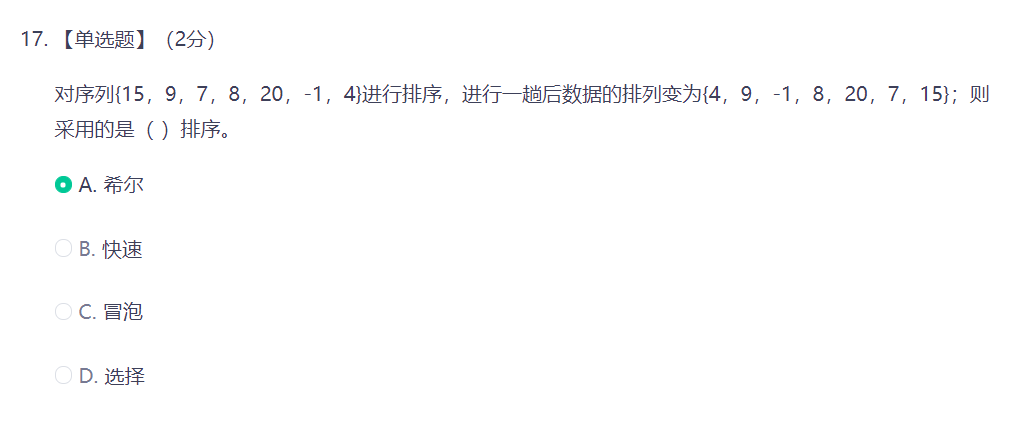 17. 【单选题】（2分）
对序列{15，9，7，8，20，-1，4}进行排序，进行一趟后数据的排列变为{4，9，-1，8，20，7，15}；则
采用的是（ ）排序。
A. 希尔
B. 快速
C. 冒泡
D. 选择